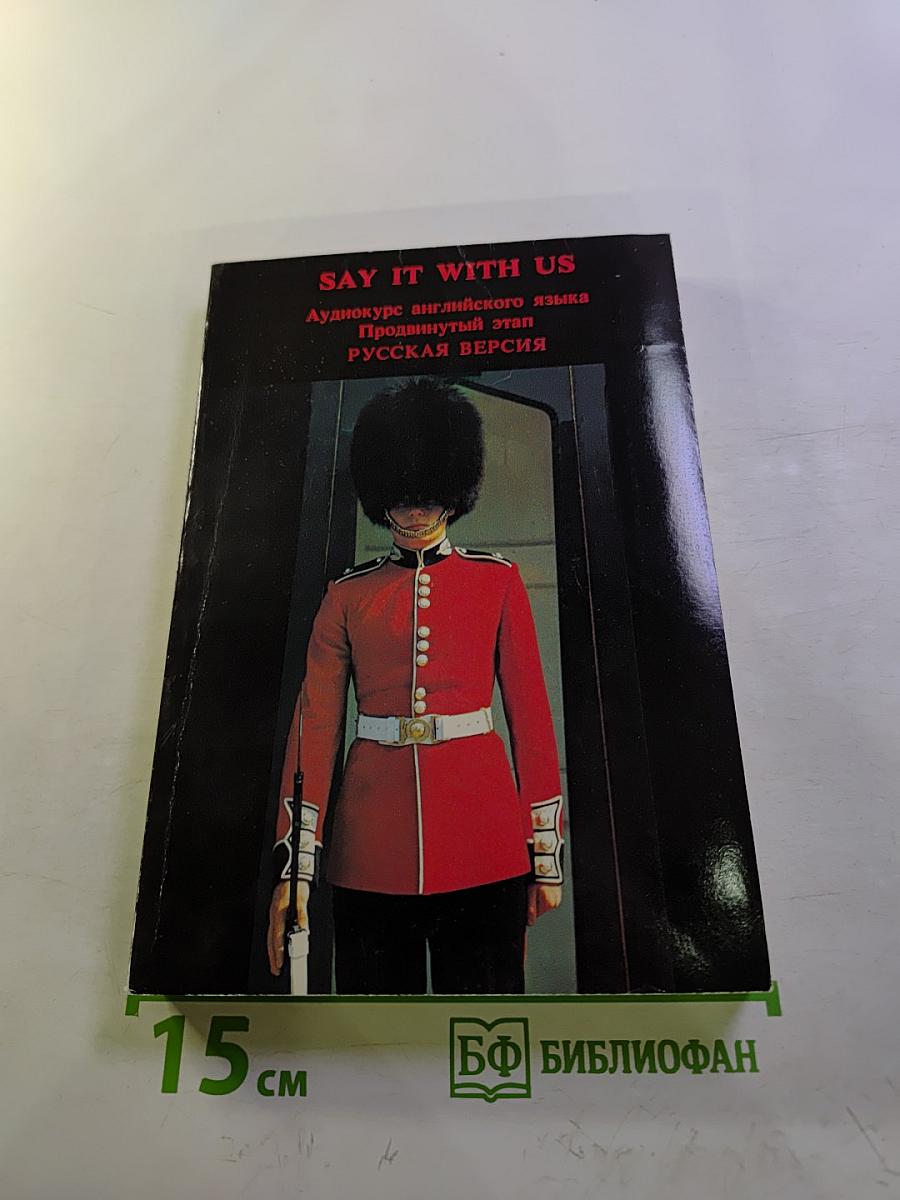 SAY IT WITH US
Аудиокурс английского языка
Продвинутый этап
РУССКАЯ ВЕРСИЯ
15 см
БФ БИБЛИОФАН